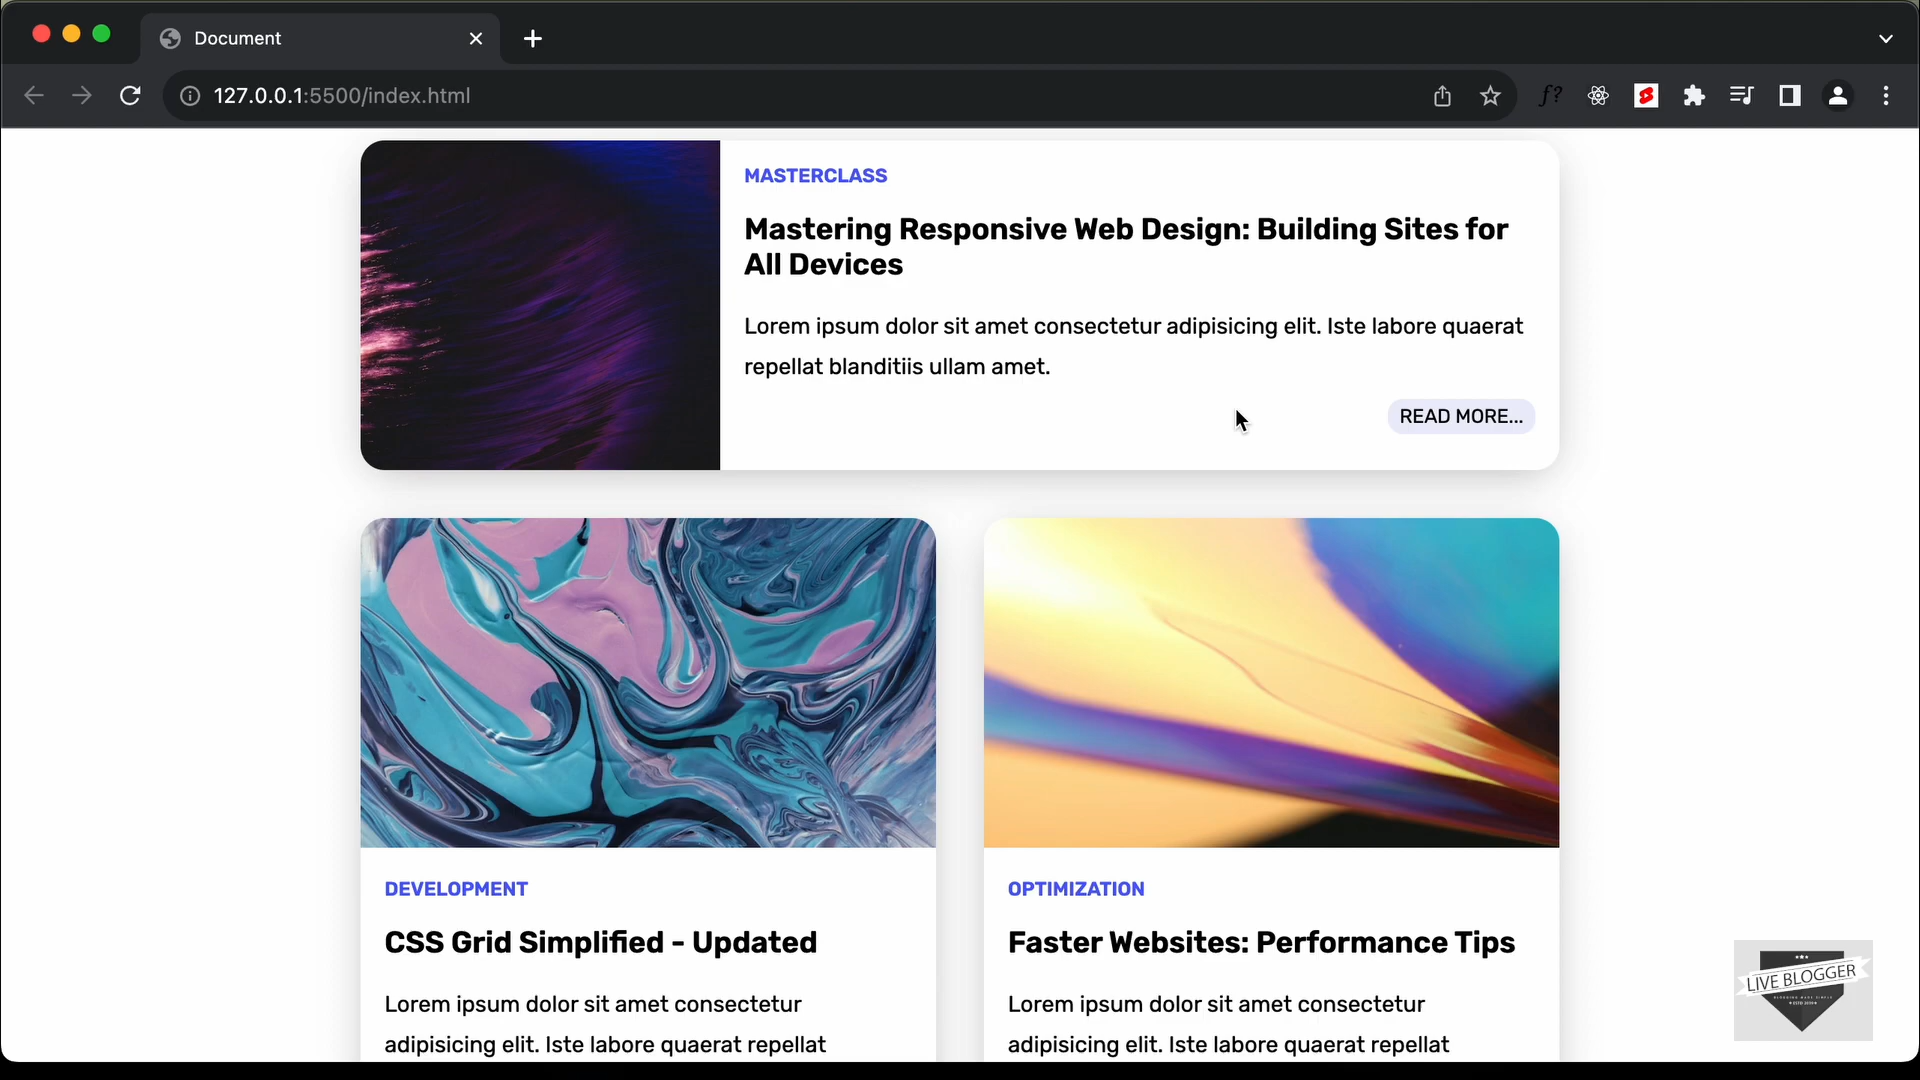 Document
127.0.0.1:5500/index.html
f?
MASTERCLASS
Mastering Responsive Web Design: Building Sites for
All Devices
Lorem ipsum dolor sit amet consectetur adipisicing elit. Iste labore quaerat
repellat blanditiis ullam amet.
READ MORE...
DEVELOPMENT
CSS Grid Simplified - Updated
Lorem ipsum dolor sit amet consectetur
adipisicing elit. Iste labore quaerat repellat
OPTIMIZATION
Faster Websites: Performance Tips
Lorem ipsum dolor sit amet consectetur
adipisicing elit. Iste labore quaerat repellat
LIVE BLOGGER
BLOGGING MADE SIMPLY